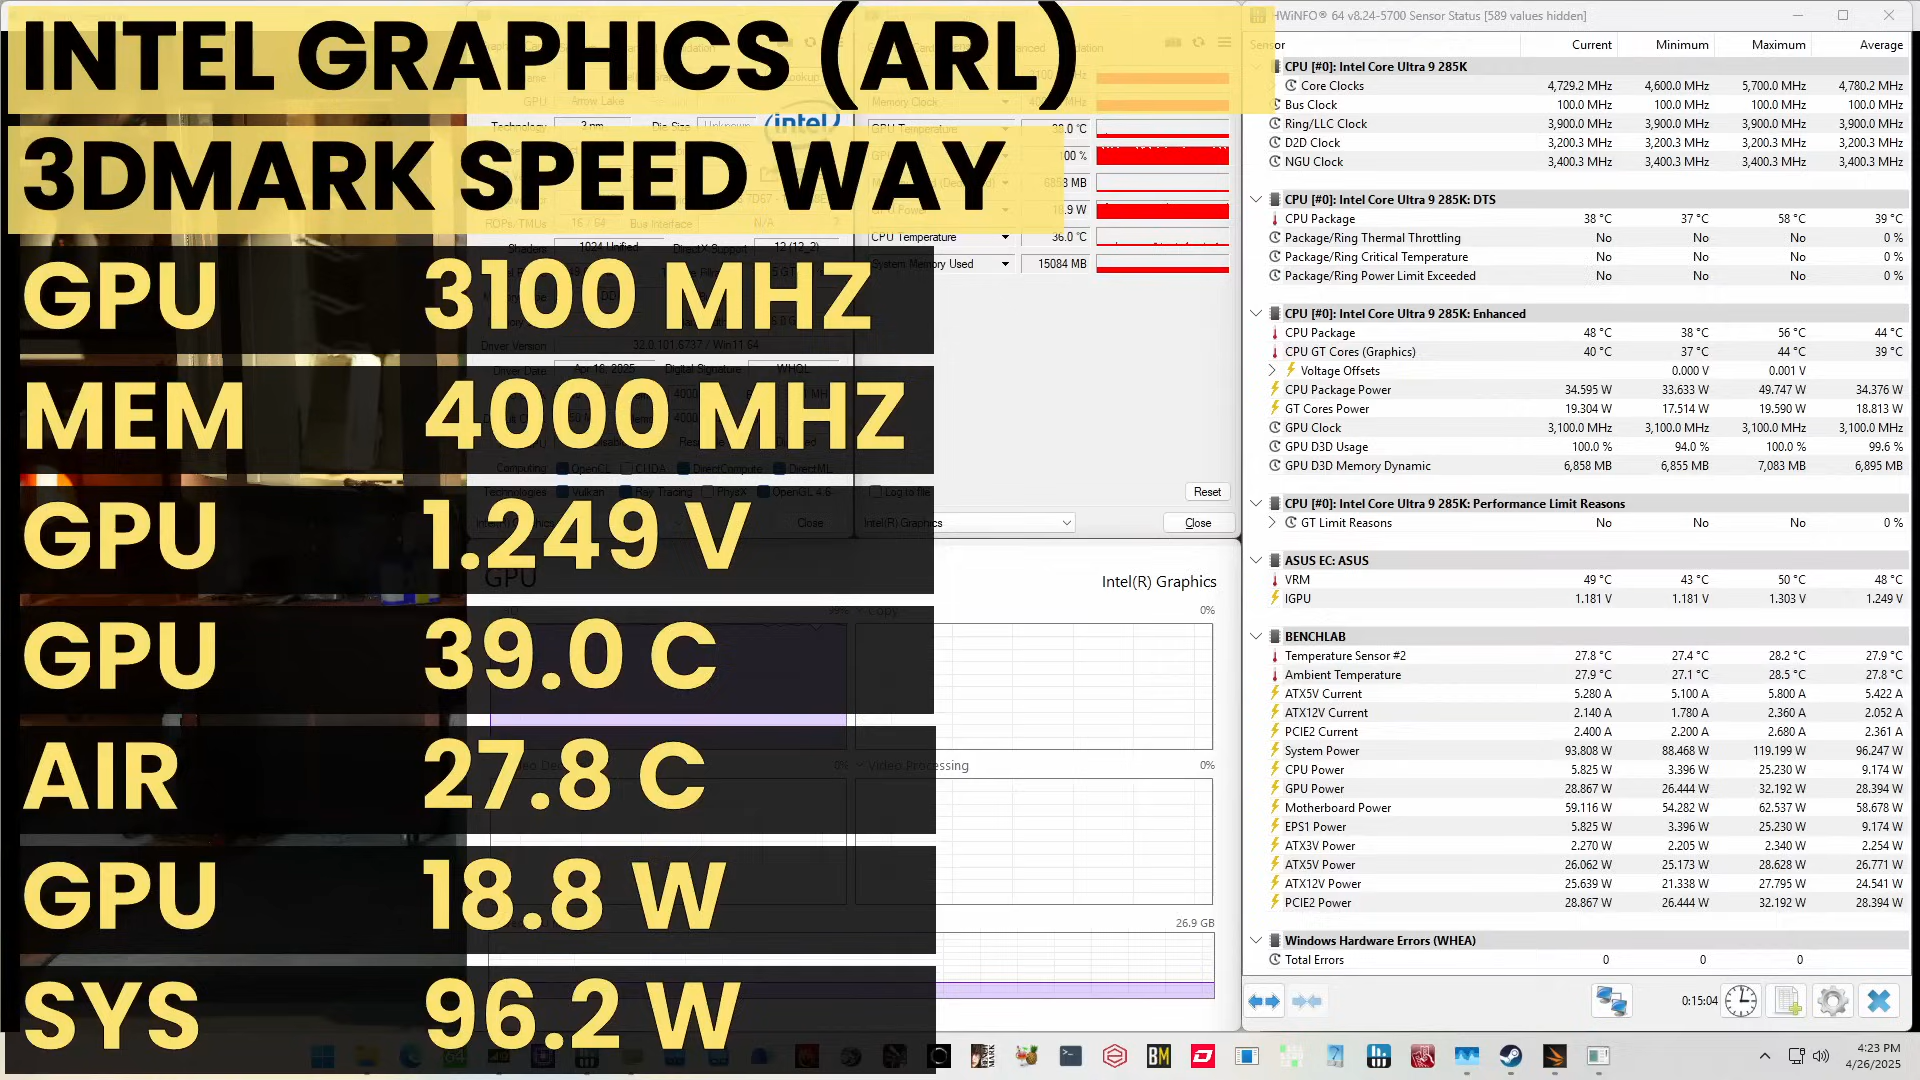 INTEL GRAPHICS (ARL)
3DMARK SPEED WAY
GPU 3100 MHZ
MEM 4000 MHZ
GPU 1.249 V
GPU 39.0 C
AIR 27.8 C
GPU 18.8 W
SYS 96.2 W
CPU Temperature 36.0 °C
System Memory Used 15084 MB
Reset
Close
Intel(R) Graphics
0%
Video Processing 0%
26.9 GB
HWiNFO® 64 v8.24-5700 Sensor Status [589 values hidden]
Sensor Current Minimum Maximum Average
CPU [#0]: Intel Core Ultra 9 285K
Core Clocks 4,729.2 MHz 4,600.0 MHz 5,700.0 MHz 4,780.2 MHz
Bus Clock 100.0 MHz 100.0 MHz 100.0 MHz 100.0 MHz
Ring/LLC Clock 3,900.0 MHz 3,900.0 MHz 3,900.0 MHz 3,900.0 MHz
D2D Clock 3,200.3 MHz 3,200.3 MHz 3,200.3 MHz 3,200.3 MHz
NGU Clock 3,400.3 MHz 3,400.3 MHz 3,400.3 MHz 3,400.3 MHz
CPU [#0]: Intel Core Ultra 9 285K: DTS
CPU Package 38 °C 37 °C 58 °C 39 °C
Package/Ring Thermal Throttling No No No 0 %
Package/Ring Critical Temperature No No No 0 %
Package/Ring Power Limit Exceeded No No No 0 %
CPU [#0]: Intel Core Ultra 9 285K: Enhanced
CPU Package 48 °C 38 °C 56 °C 44 °C
CPU GT Cores (Graphics) 40 °C 37 °C 44 °C 39 °C
Voltage Offsets 0.000 V 0.001 V
CPU Package Power 34.595 W 33.633 W 49.747 W 34.376 W
GT Cores Power 19.304 W 17.514 W 19.590 W 18.813 W
GPU Clock 3,100.0 MHz 3,100.0 MHz 3,100.0 MHz 3,100.0 MHz
GPU D3D Usage 100.0 % 94.0 % 100.0 % 99.6 %
GPU D3D Memory Dynamic 6,858 MB 6,855 MB 7,083 MB 6,895 MB
CPU [#0]: Intel Core Ultra 9 285K: Performance Limit Reasons
GT Limit Reasons No No No 0 %
ASUS EC: ASUS
VRM 49 °C 43 °C 50 °C 48 °C
IGPU 1.181 V 1.181 V 1.303 V 1.249 V
BENCHLAB
Temperature Sensor #2 27.8 °C 27.4 °C 28.2 °C 27.9 °C
Ambient Temperature 27.9 °C 27.1 °C 28.5 °C 27.8 °C
ATX5V Current 5.280 A 5.100 A 5.800 A 5.422 A
ATX12V Current 2.140 A 1.780 A 2.360 A 2.052 A
PCIE2 Current 2.400 A 2.200 A 2.680 A 2.361 A
System Power 93.808 W 88.468 W 119.199 W 96.247 W
CPU Power 5.825 W 3.396 W 25.230 W 9.174 W
GPU Power 28.867 W 26.444 W 32.192 W 28.394 W
Motherboard Power 59.116 W 54.282 W 62.537 W 58.678 W
EPS1 Power 5.825 W 3.396 W 25.230 W 9.174 W
ATX3V Power 2.270 W 2.205 W 2.340 W 2.254 W
ATX5V Power 26.062 W 25.173 W 28.628 W 26.771 W
ATX12V Power 25.639 W 21.338 W 27.795 W 24.541 W
PCIE2 Power 28.867 W 26.444 W 32.192 W 28.394 W
Windows Hardware Errors (WHEA)
Total Errors 0 0 0
0:15:04
4:23 PM
4/26/2025